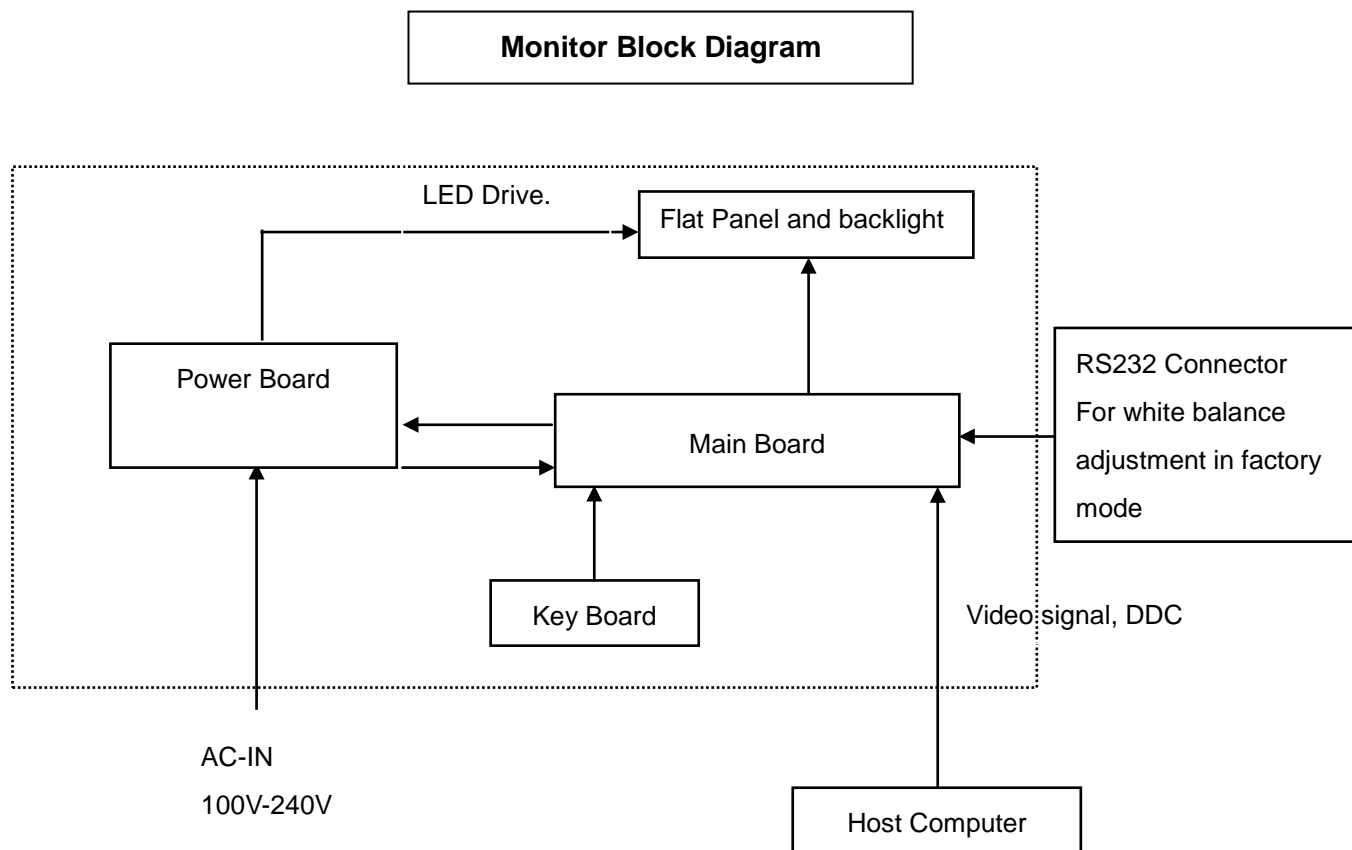 Monitor Block Diagram
LED Drive.
Flat Panel and backlight
Power Board
Main Board
RS232 Connector
For white balance
adjustment in factory
mode
Key Board
Video signal, DDC
AC-IN
100V-240V
Host Computer